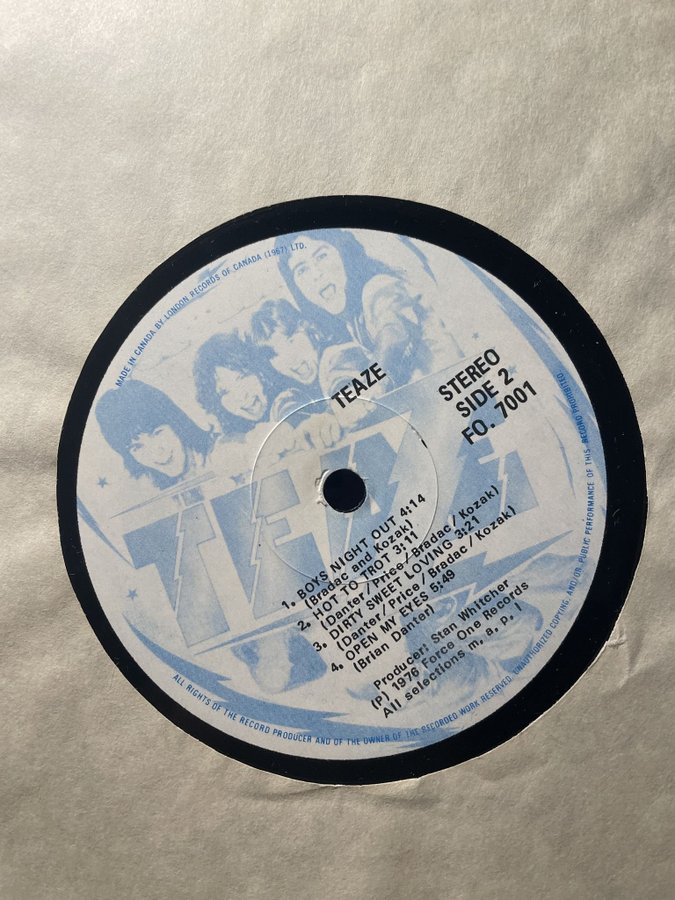 MADE IN CANADA BY LONDON RECORDS OF CANADA (1967) LTD.
TEAZE
STEREO
SIDE 2
FO. 7001
TEAZE
1. BOYS NIGHT OUT 4:14
(Bradac and Kozak)
2. HOT TO TROT 3:11
(Danter/Price/Bradac/Kozak)
3. DIRTY SWEET LOVING 3:21
(Danter/Price/Bradac/Kozak)
4. OPEN MY EYES 5:49
(Brian Danter)
Producer: Stan Whitcher
(P) 1976 Force One Records
All selections m. a. p. l
ALL RIGHTS OF THE RECORD PRODUCER AND OF THE OWNER OF THE RECORDED WORK RESERVED. UNAUTHORIZED COPYING, AND/OR PUBLIC PERFORMANCE OF THIS RECORD PROHIBITED